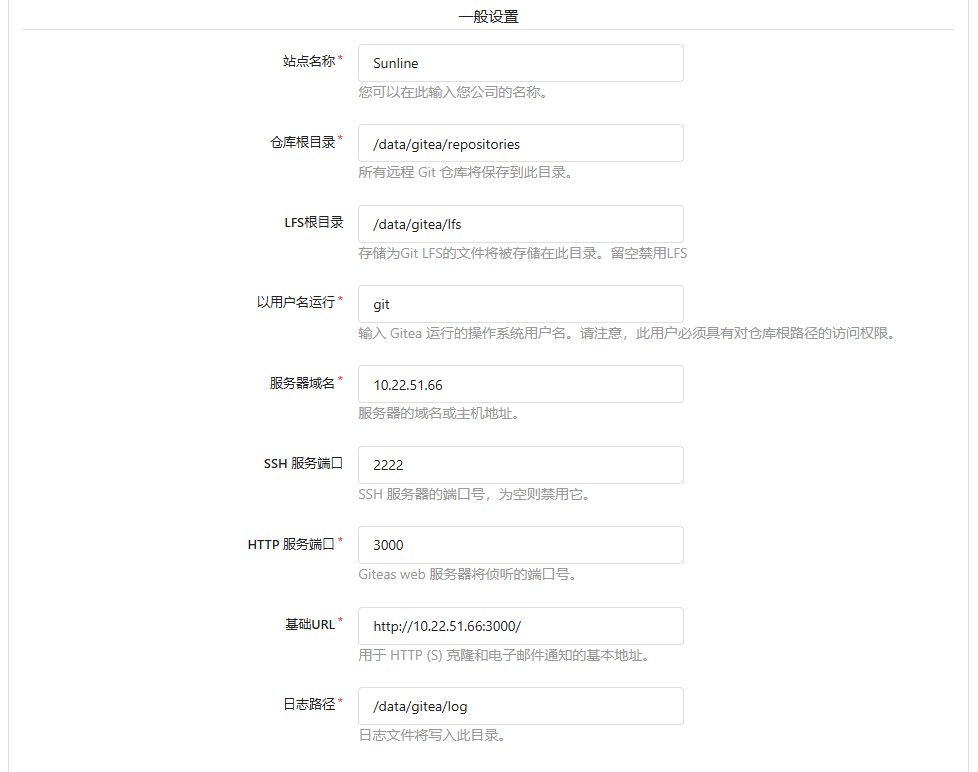 一般设置
站点名称*
Sunline
您可以在此输入您公司的名称。
仓库根目录*
/data/gitea/repositories
所有远程 Git 仓库将保存到此目录。
LFS根目录
/data/gitea/lfs
存储为Git LFS的文件将被存储在此目录。留空禁用LFS
以用户名运行*
git
输入 Gitea 运行的操作系统用户名。请注意，此用户必须具有对仓库根路径的访问权限。
服务器域名*
10.22.51.66
服务器的域名或主机地址。
SSH 服务端口
2222
SSH 服务器的端口号，为空则禁用它。
HTTP 服务端口*
3000
Giteas web 服务器将侦听的端口号。
基础URL*
http://10.22.51.66:3000/
用于 HTTP (S) 克隆和电子邮件通知的基本地址。
日志路径*
/data/gitea/log
日志文件将写入此目录。